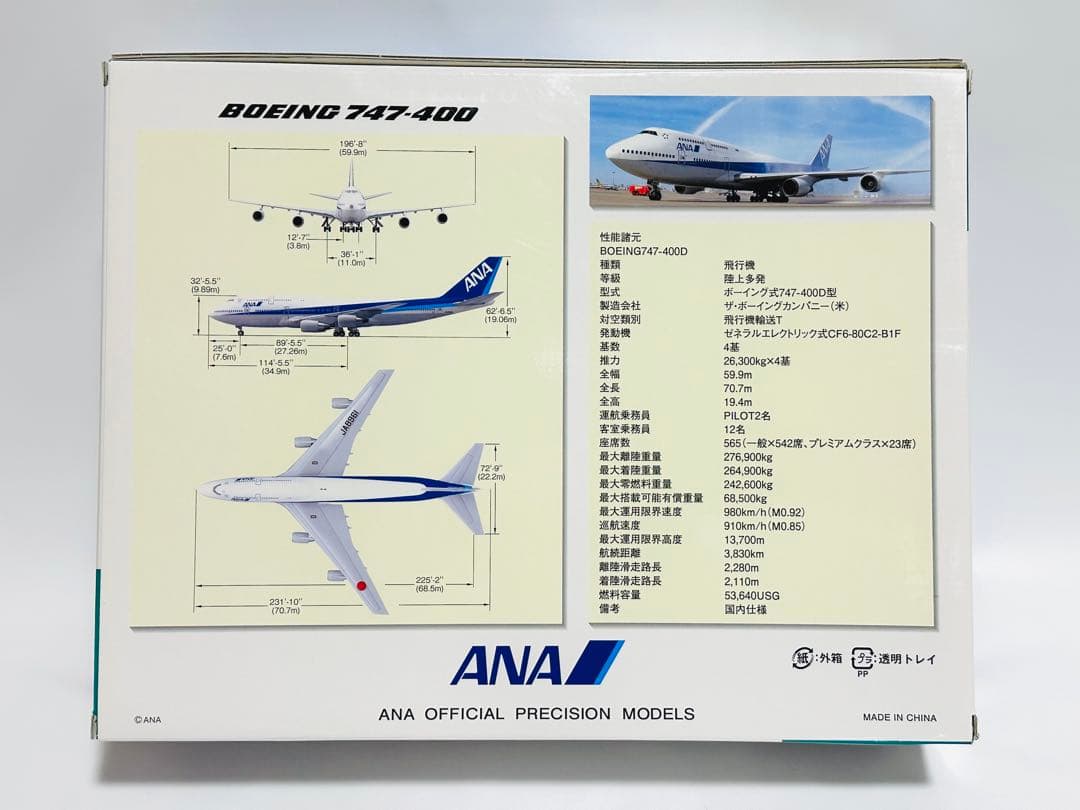 BOEING 747-400
196'-8"
(59.9m)
12'-7"
(3.8m)
36'-1"
(11.0m)
32'-5.5"
(9.89m)
ANA
ANA
62'-6.5"
(19.06m)
25'-0"
(7.6m)
89'-5.5"
(27.26m)
114'-5.5"
(34.9m)
JA8961
72'-9"
(22.2m)
225'-2"
(68.5m)
231'-10"
(70.7m)
ANA
ANA
性能諸元
BOEING747-400D
種類 飛行機
等級 陸上多発
型式 ボーイング式747-400D型
製造会社 ザ・ボーイングカンパニー(米)
対空類別 飛行機輸送T
発動機 ゼネラルエレクトリック式CF6-80C2-B1F
基数 4基
推力 26,300kg×4基
全幅 59.9m
全長 70.7m
全高 19.4m
運航乗務員 PILOT2名
客室乗務員 12名
座席数 565(一般×542席、プレミアムクラス×23席)
最大離陸重量 276,900kg
最大着陸重量 264,900kg
最大零燃料重量 242,600kg
最大搭載可能有償重量 68,500kg
最大運用限界速度 980km/h(M0.92)
巡航速度 910km/h(M0.85)
最大運用限界高度 13,700m
航続距離 3,830km
離陸滑走路長 2,280m
着陸滑走路長 2,110m
燃料容量 53,640USG
備考 国内仕様
ANA
紙:外箱 プラ:透明トレイ
PP
©ANA
ANA OFFICIAL PRECISION MODELS
MADE IN CHINA